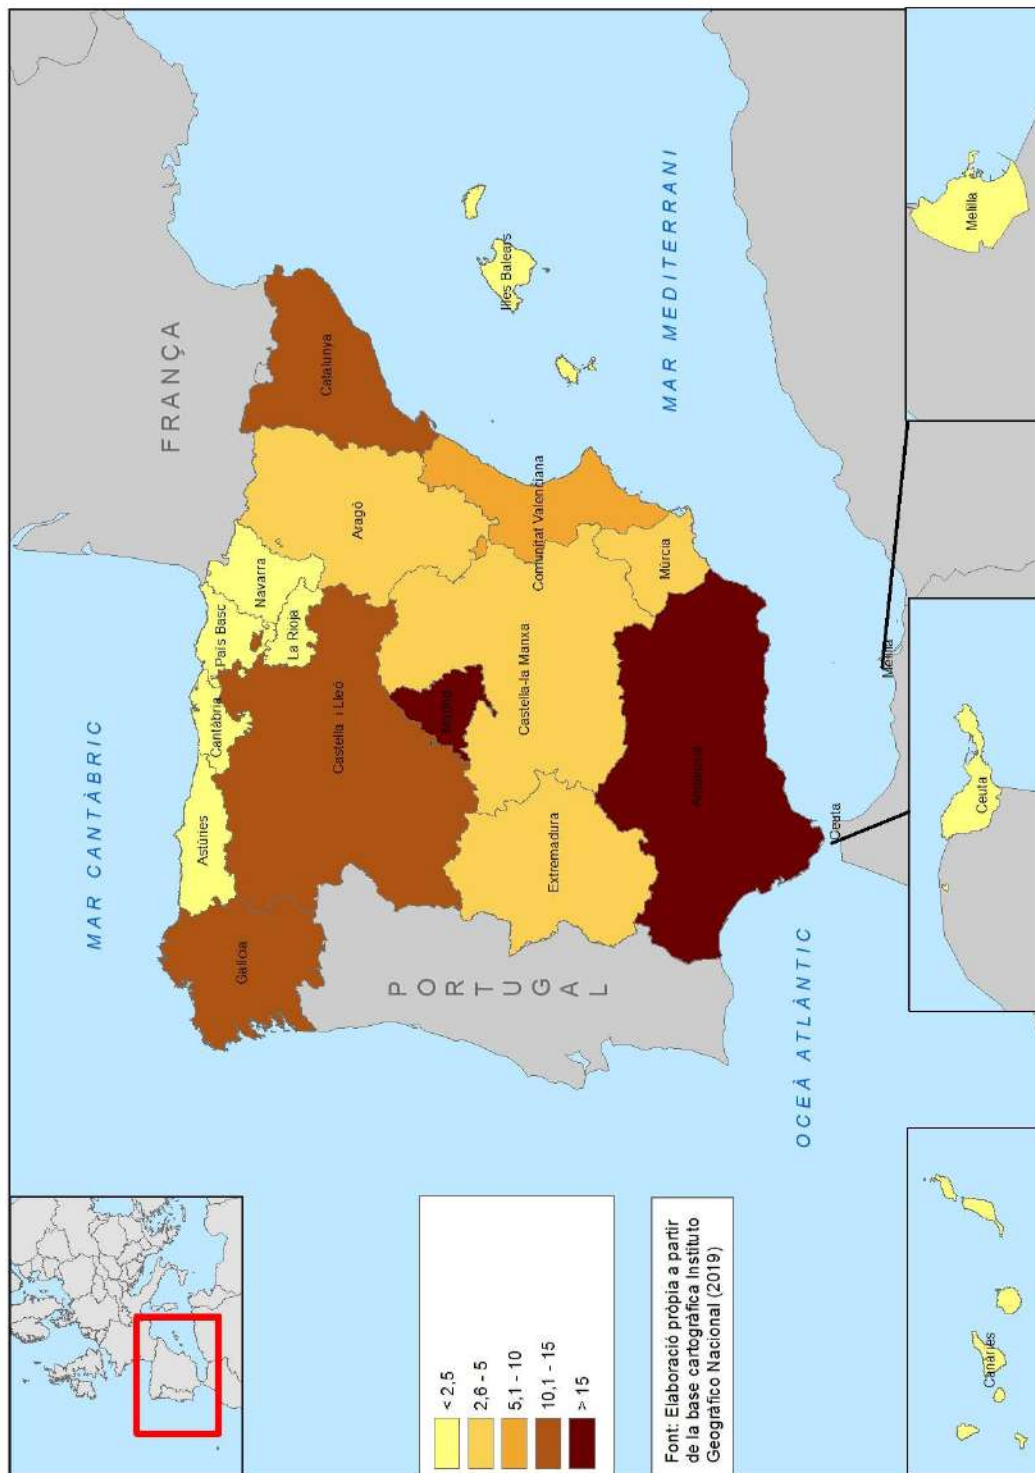 FRANÇA
MAR CANTÀBRIC
MAR MEDITERRANI
OCEÀ ATLÀNTIC
PORTUGAL
Galícia
Astúries
Cantàbria
País Basc
Navarra
La Rioja
Aragó
Catalunya
Castella i Lleó
Madrid
Castella-la Manxa
Comunitat Valenciana
Illes Balears
Extremadura
Múrcia
Andalusia
Ceuta
Melilla
Canàries
Ceuta
Melilla
< 2,5
2,6 - 5
5,1 - 10
10,1 - 15
> 15
Font: Elaboració pròpia a partir
de la base cartogràfica Instituto
Geográfico Nacional (2019)